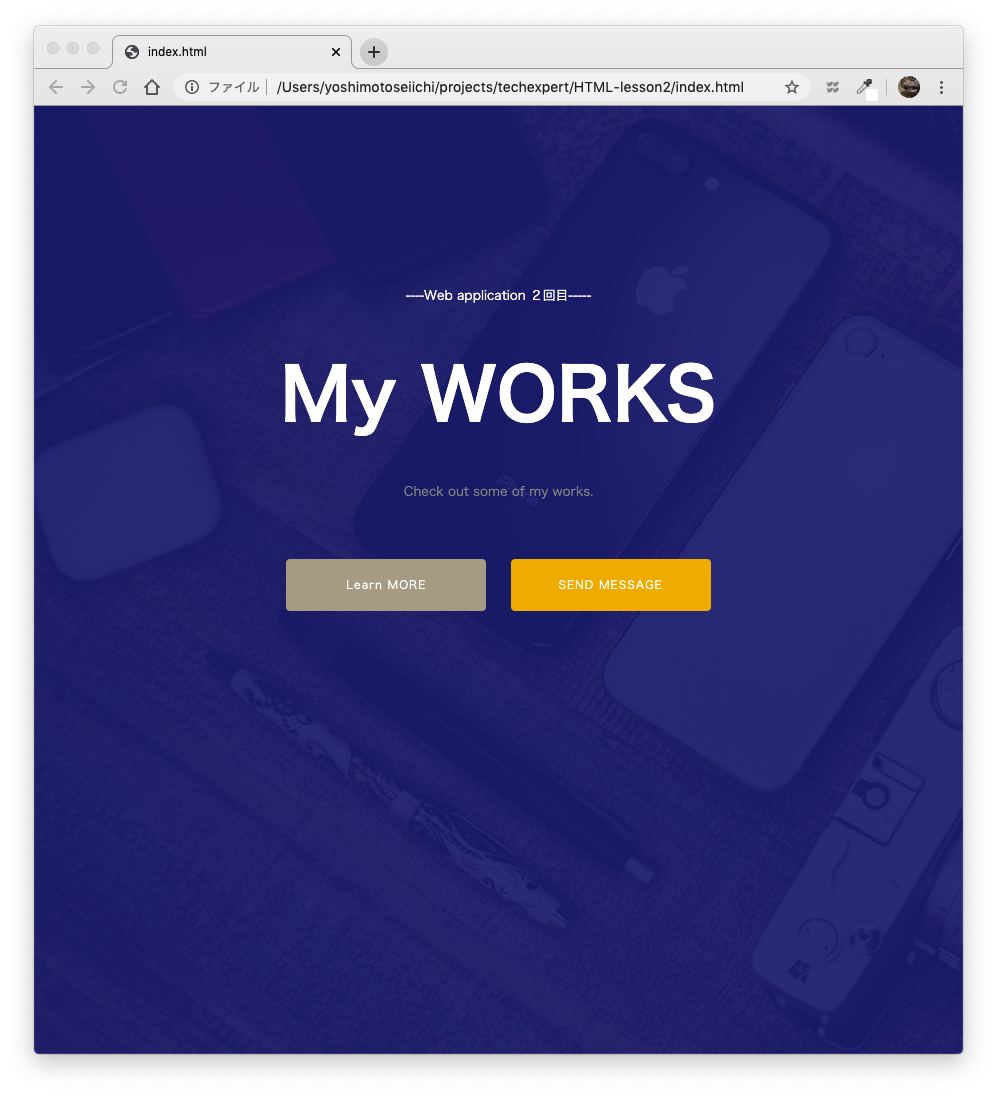 index.html
ファイル /Users/yoshimotoseiichi/projects/techexpert/HTML-lesson2/index.html
----Web application ２回目-----
My WORKS
iPhone
Check out some of my works.
Learn MORE SEND MESSAGE